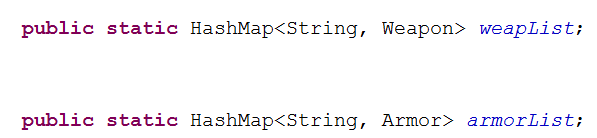 public static HashMap<String, Weapon> weapList;
public static HashMap<String, Armor> armorList;